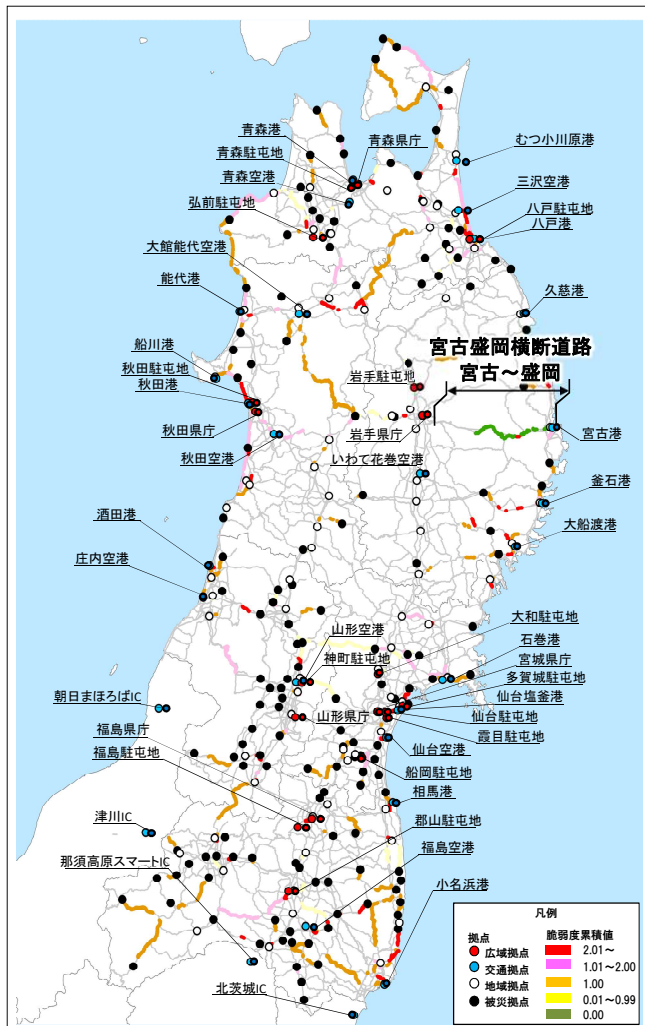 青森港
青森県庁
青森駐屯地
青森空港
弘前駐屯地
大館能代空港
能代港
船川港
秋田駐屯地
秋田港
秋田県庁
秋田空港
むつ小川原港
三沢空港
八戸駐屯地
八戸港
久慈港
宮古盛岡横断道路
宮古～盛岡
岩手駐屯地
岩手県庁
いわて花巻空港
宮古港
釜石港
大船渡港
酒田港
庄内空港
大和駐屯地
石巻港
山形空港
宮城県庁
神町駐屯地
多賀城駐屯地
仙台塩釜港
朝日まほろばIC
山形県庁
仙台駐屯地
福島県庁
霞目駐屯地
福島駐屯地
仙台空港
船岡駐屯地
相馬港
津川IC
郡山駐屯地
那須高原スマートIC
福島空港
小名浜港
北茨城IC
凡例
拠点
広域拠点
交通拠点
地域拠点
被災拠点
脆弱度累積値
2.01～
1.01～2.00
1.00
0.01～0.99
0.00